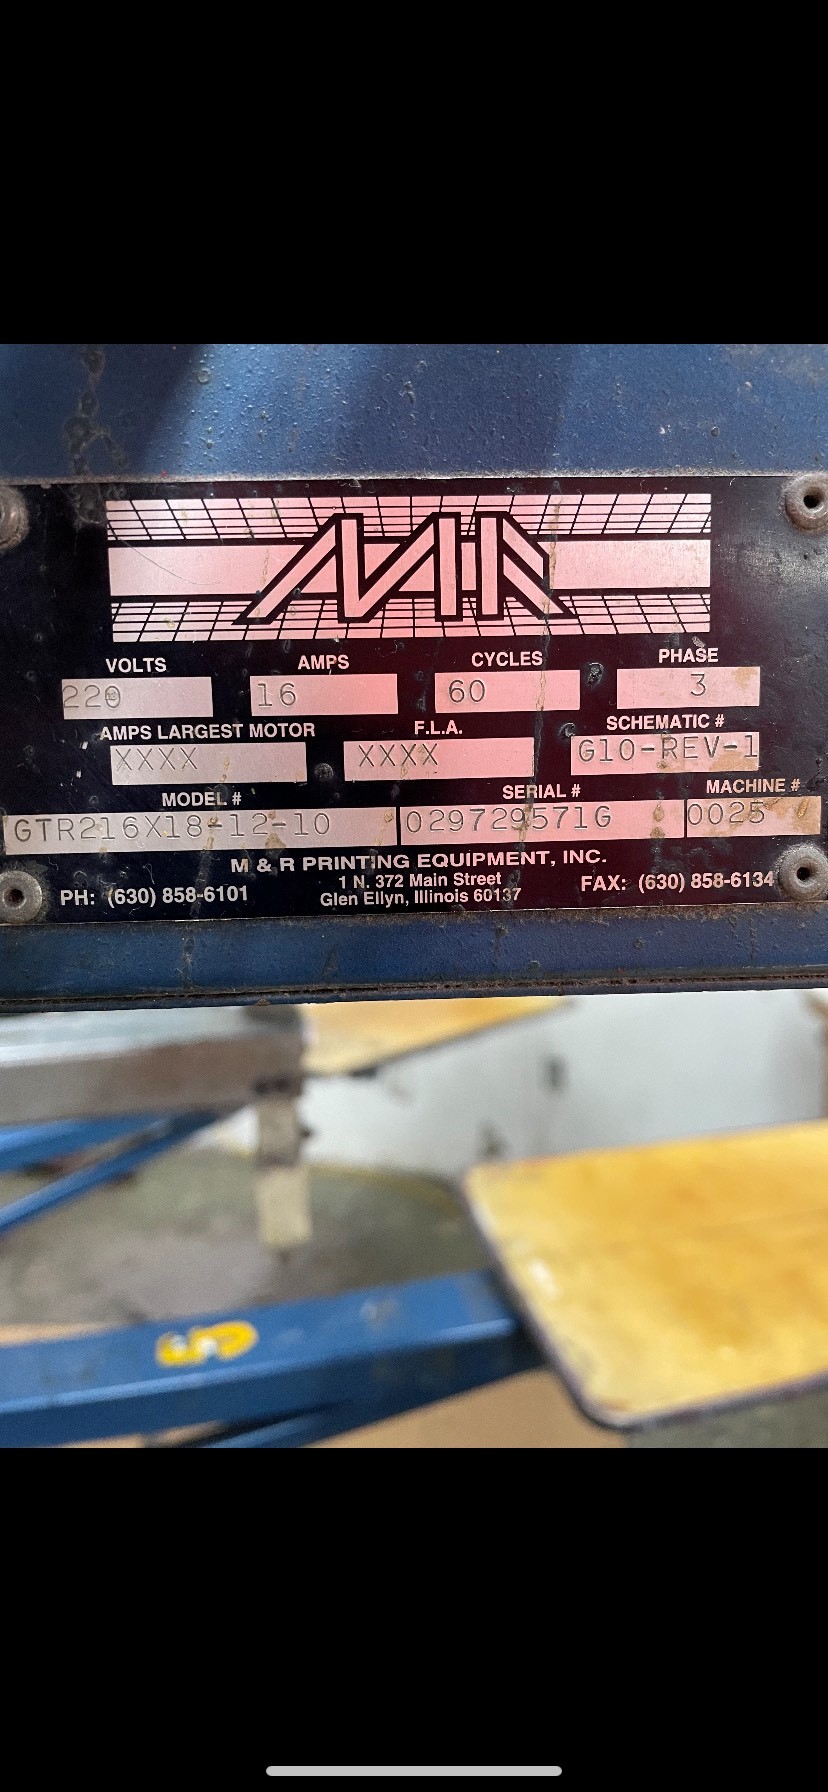 M&R
VOLTS AMPS CYCLES PHASE
220 16 60 3
AMPS LARGEST MOTOR F.L.A. SCHEMATIC #
XXXX XXXX G10-REV-1
MODEL # SERIAL # MACHINE #
GTR216X18-12-10 029729571G 0025
M & R PRINTING EQUIPMENT, INC.
PH: (630) 858-6101 1 N. 372 Main Street FAX: (630) 858-6134
Glen Ellyn, Illinois 60137
5